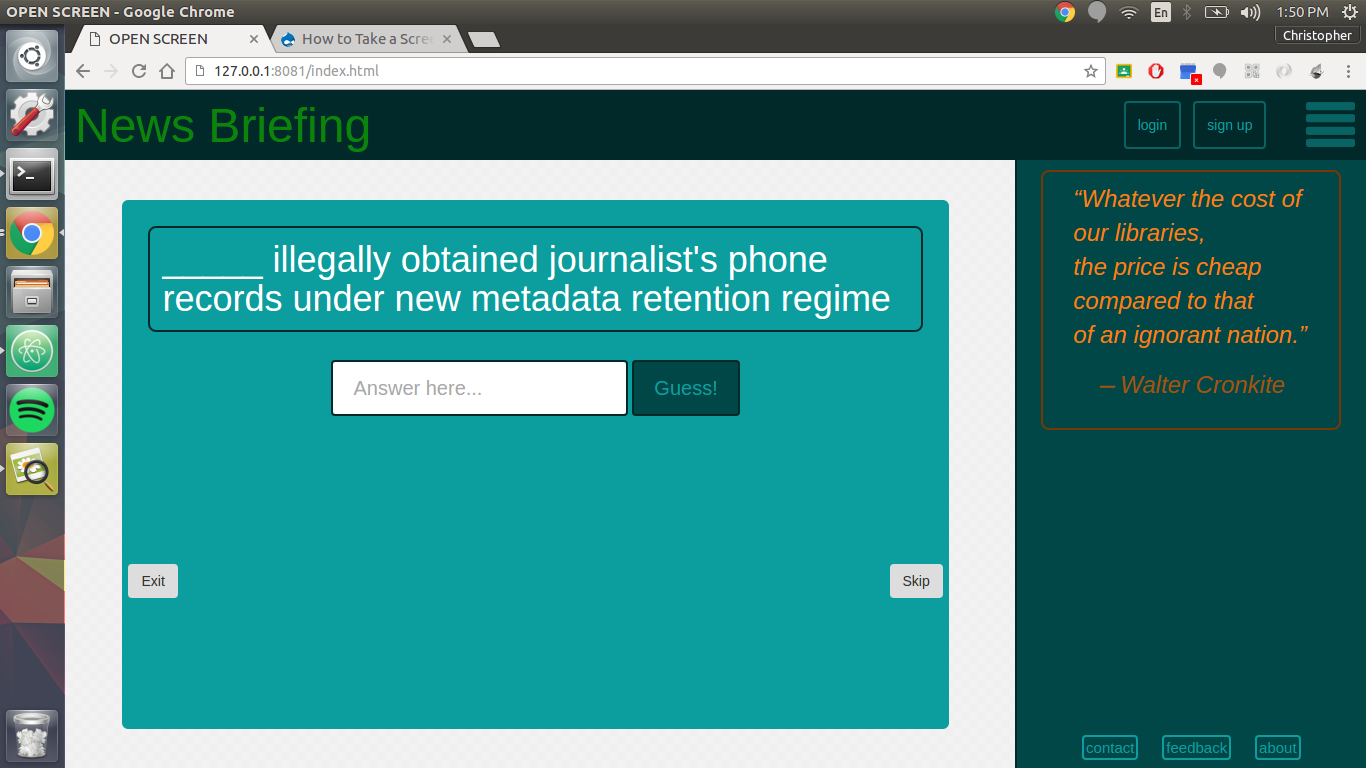 OPEN SCREEN - Google Chrome
En
1:50 PM
Christopher
OPEN SCREEN
How to Take a Scre
127.0.0.1:8081/index.html
News Briefing
login
sign up
_____ illegally obtained journalist's phone
records under new metadata retention regime
Answer here...
Guess!
Exit
Skip
“Whatever the cost of
our libraries,
the price is cheap
compared to that
of an ignorant nation.”
– Walter Cronkite
contact
feedback
about